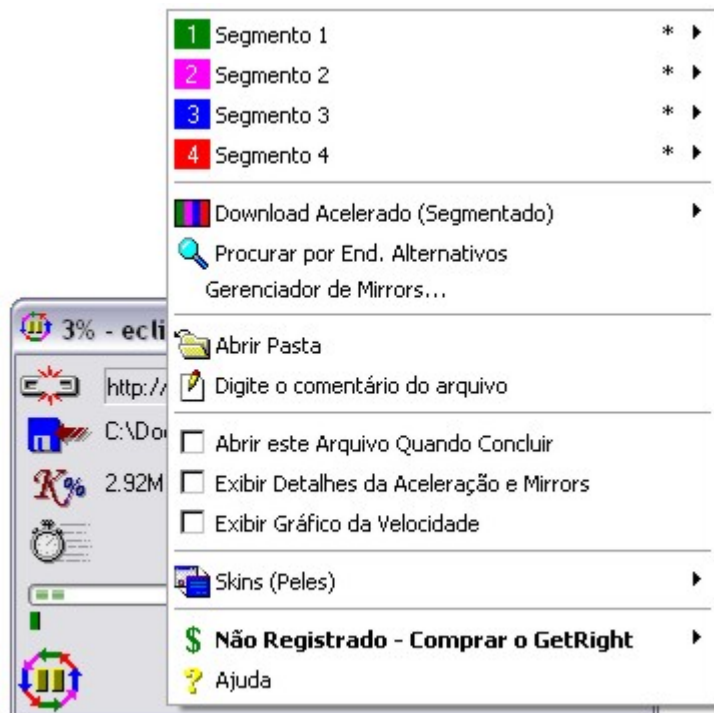 1 Segmento 1 *
2 Segmento 2 *
3 Segmento 3 *
4 Segmento 4 *
Download Acelerado (Segmentado)
Procurar por End. Alternativos
Gerenciador de Mirrors...
Abrir Pasta
Digite o comentário do arquivo
Abrir este Arquivo Quando Concluir
Exibir Detalhes da Aceleração e Mirrors
Exibir Gráfico da Velocidade
Skins (Peles)
$ Não Registrado - Comprar o GetRight
? Ajuda
3% - ecli
http://
C:\Do
K% 2.92M